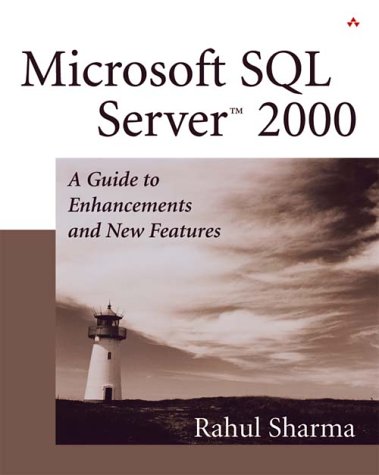 Microsoft SQL
Server™ 2000
A Guide to
Enhancements
and New Features
Rahul Sharma